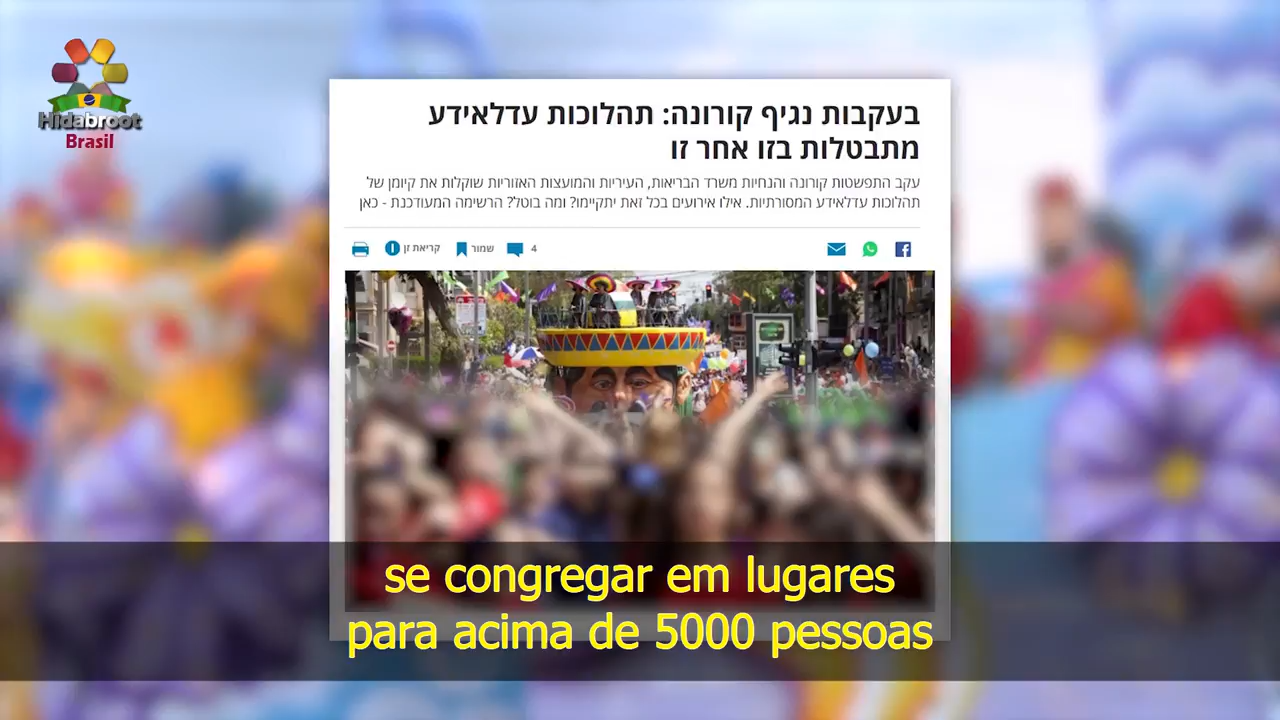 Hidabroot
Brasil
בעקבות נגיף קורונה: תהלוכות עדלאידע
מתבטלות בזו אחר זו
עקב התפשטות קורונה והנחיות משרד הבריאות, העיריות והמועצות האזוריות שוקלות את קיומן של
תהלוכות עדלאידע המסורתיות. אילו אירועים בכל זאת יתקיימו? ומה בוטל? הרשימה המעודכנת - כאן
קריאת זן שמור 4
se congregar em lugares
para acima de 5000 pessoas